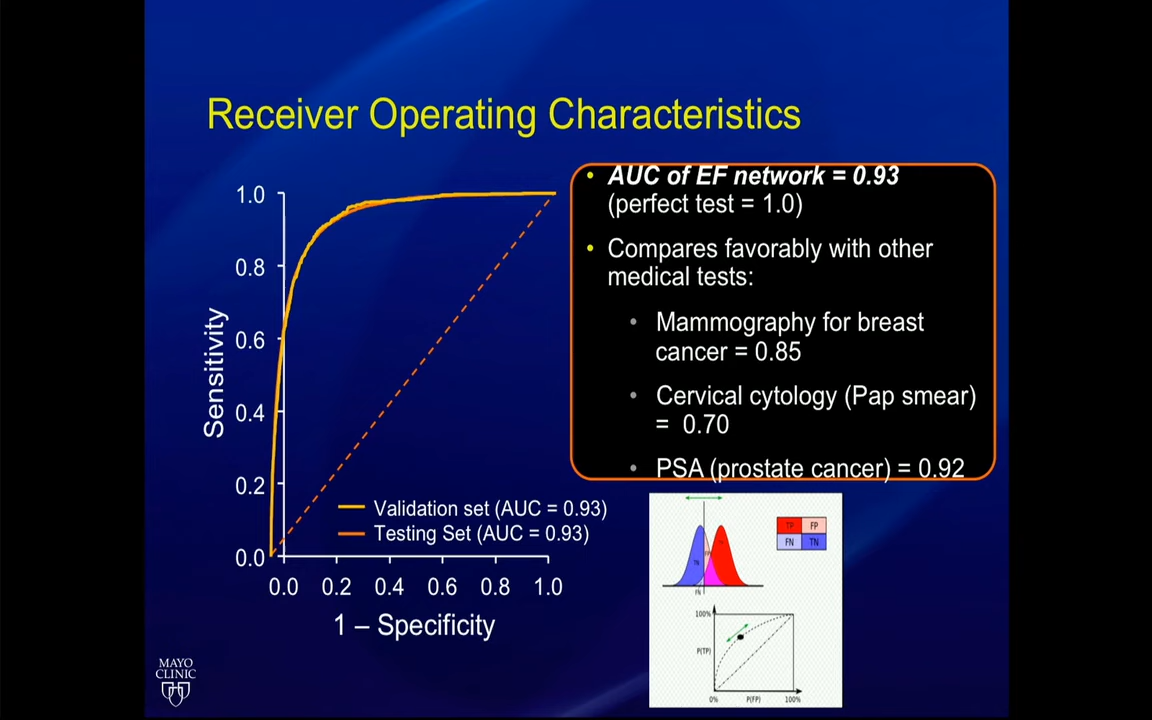 Receiver Operating Characteristics
1.0
0.8
0.6
0.4
0.2
0.0
Sensitivity
0.0 0.2 0.4 0.6 0.8 1.0
1 – Specificity
Validation set (AUC = 0.93)
Testing Set (AUC = 0.93)
• AUC of EF network = 0.93
(perfect test = 1.0)
• Compares favorably with other
medical tests:
• Mammography for breast
cancer = 0.85
• Cervical cytology (Pap smear)
= 0.70
• PSA (prostate cancer) = 0.92
TP FP
FN TN
TN
FP
FN
100%
P(TP)
0% P(FP) 100%
MAYO
CLINIC